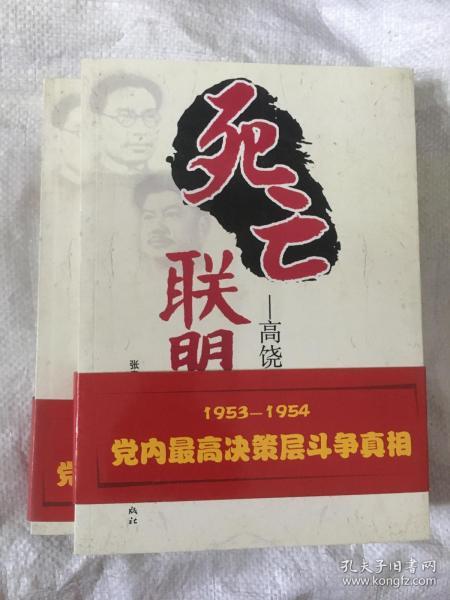 死亡
联盟
—高饶
张
1953—1954
党内最高决策层斗争真相
版社
党
孔夫子旧书网
www.kongfz.com